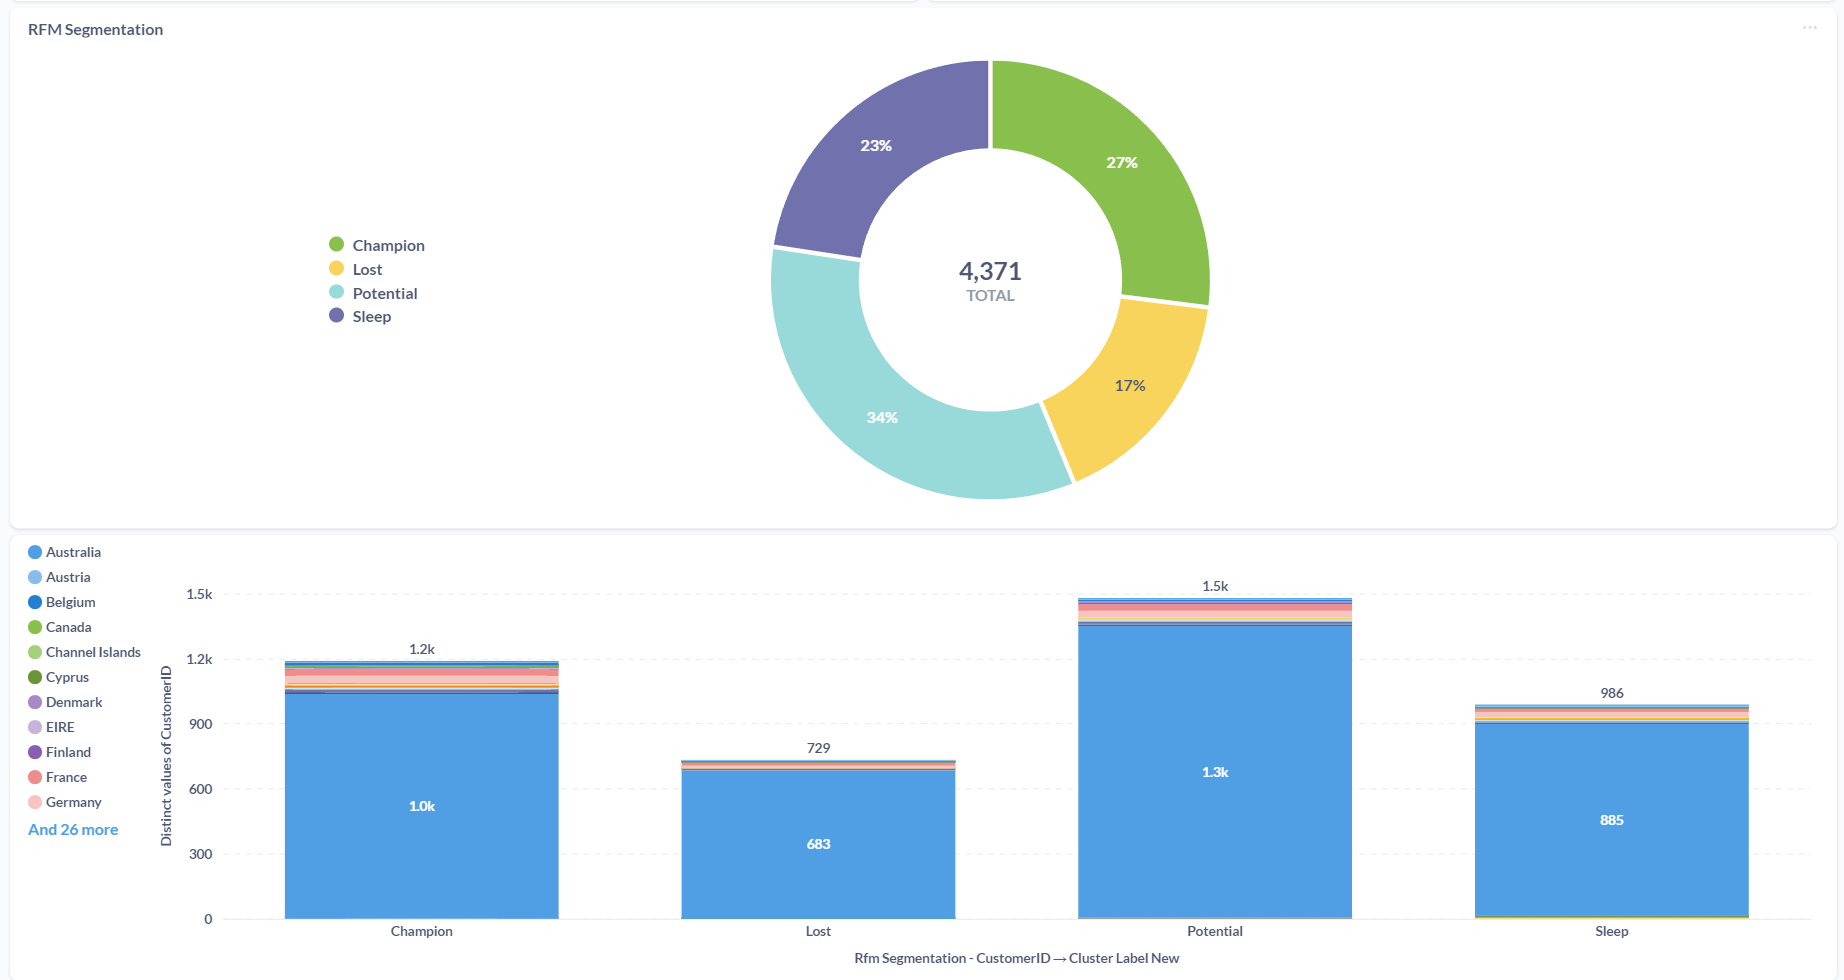 RFM Segmentation
...
23%
27%
Champion
Lost
Potential
Sleep
4,371
TOTAL
17%
34%
Australia
Austria
Belgium
Canada
Channel Islands
Cyprus
Denmark
EIRE
Finland
France
Germany
And 26 more
Distinct values of CustomerID
1.5k
1.2k
900
600
300
0
1.2k
1.0k
729
683
1.5k
1.3k
986
885
Champion
Lost
Potential
Sleep
Rfm Segmentation - CustomerID → Cluster Label New